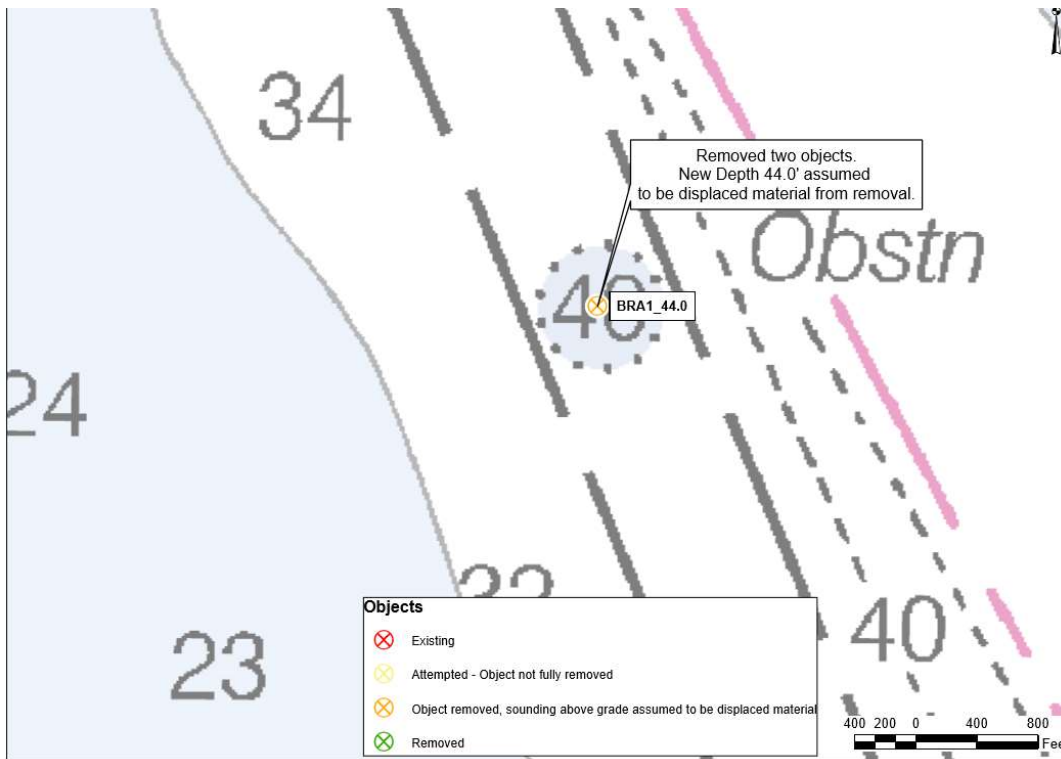 34
Removed two objects.
New Depth 44.0' assumed
to be displaced material from removal.
Obstn
40
BRA1_44.0
24
Objects
Existing
Attempted - Object not fully removed
Object removed, sounding above grade assumed to be displaced material
Removed
23
40
400 200 0 400 800